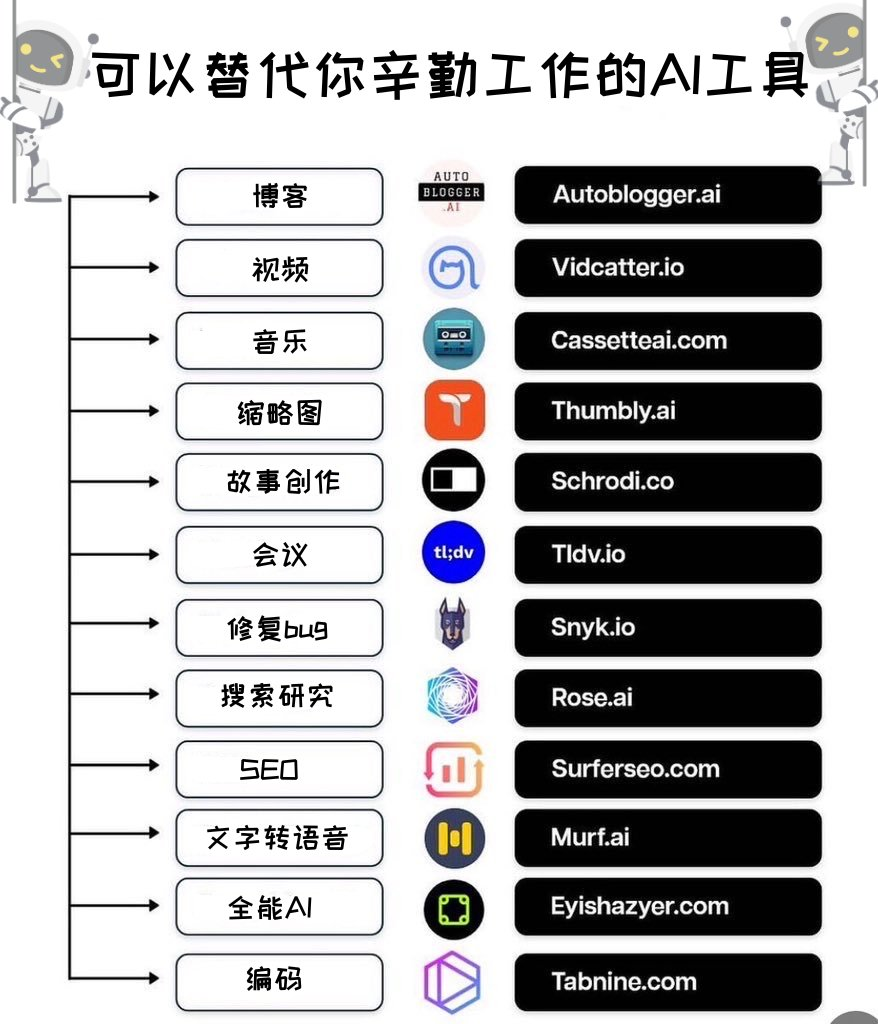 可以替代你辛勤工作的AI工具
博客
AUTO
BLOGGER
.AI
Autoblogger.ai
视频
Vidcatter.io
音乐
Cassetteai.com
缩略图
Thumbly.ai
故事创作
Schrodi.co
会议
tl;dv
Tldv.io
修复bug
Snyk.io
搜索研究
Rose.ai
SEO
Surferseo.com
文字转语音
Murf.ai
全能AI
Eyishazyer.com
编码
Tabnine.com